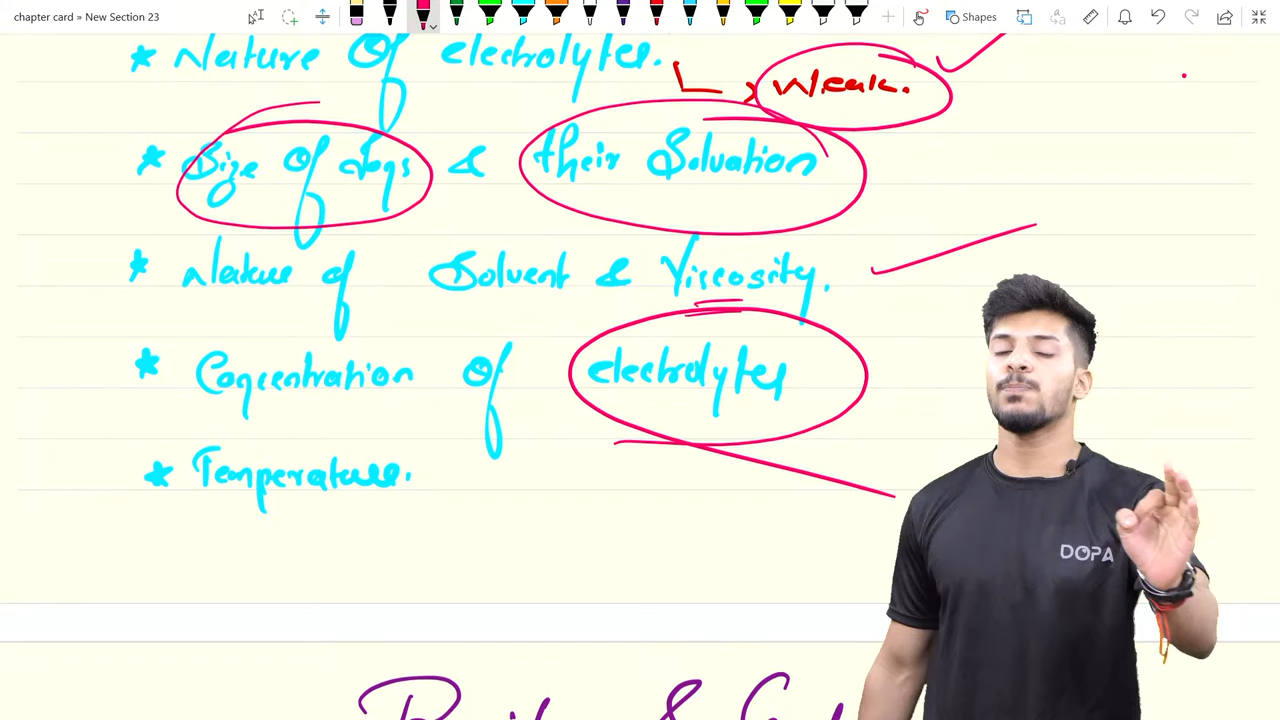 chapter card » New Section 23
Shapes
* Nature Of electrolytes.
Weak.
* Size Of Ions & their Solvation
* Nature of Solvent & Viscosity.
* Concentration Of electrolytes
* Temperature.
DOPA
&